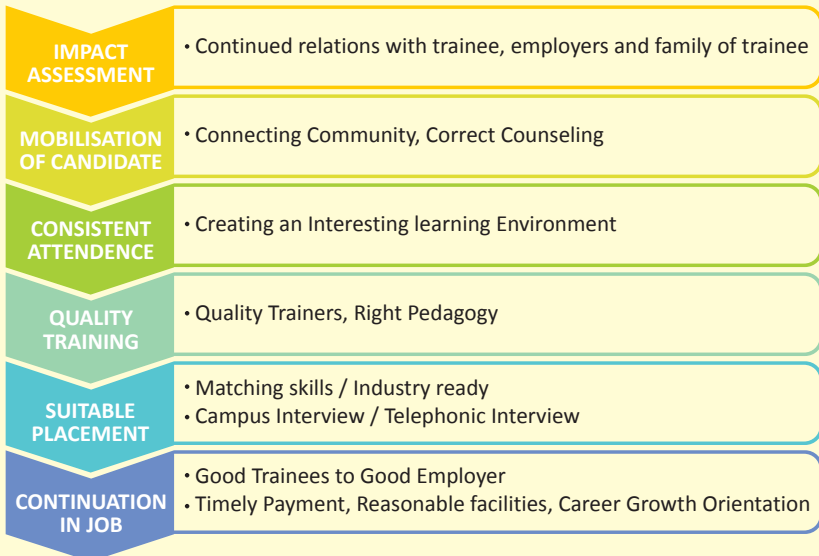 IMPACT
ASSESSMENT
• Continued relations with trainee, employers and family of trainee
MOBILISATION
OF CANDIDATE
• Connecting Community, Correct Counseling
CONSISTENT
ATTENDENCE
• Creating an Interesting learning Environment
QUALITY
TRAINING
• Quality Trainers, Right Pedagogy
SUITABLE
PLACEMENT
• Matching skills / Industry ready
• Campus Interview / Telephonic Interview
CONTINUATION
IN JOB
• Good Trainees to Good Employer
• Timely Payment, Reasonable facilities, Career Growth Orientation